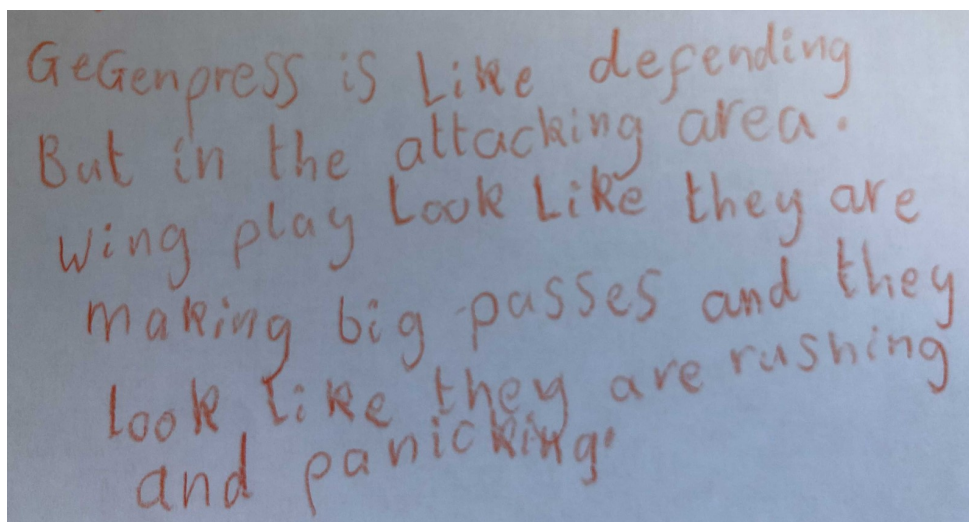 GeGenpress is Like defending
But in the attacking area.
wing play Look Like they are
making big passes and they
look like they are rushing
and panicking.